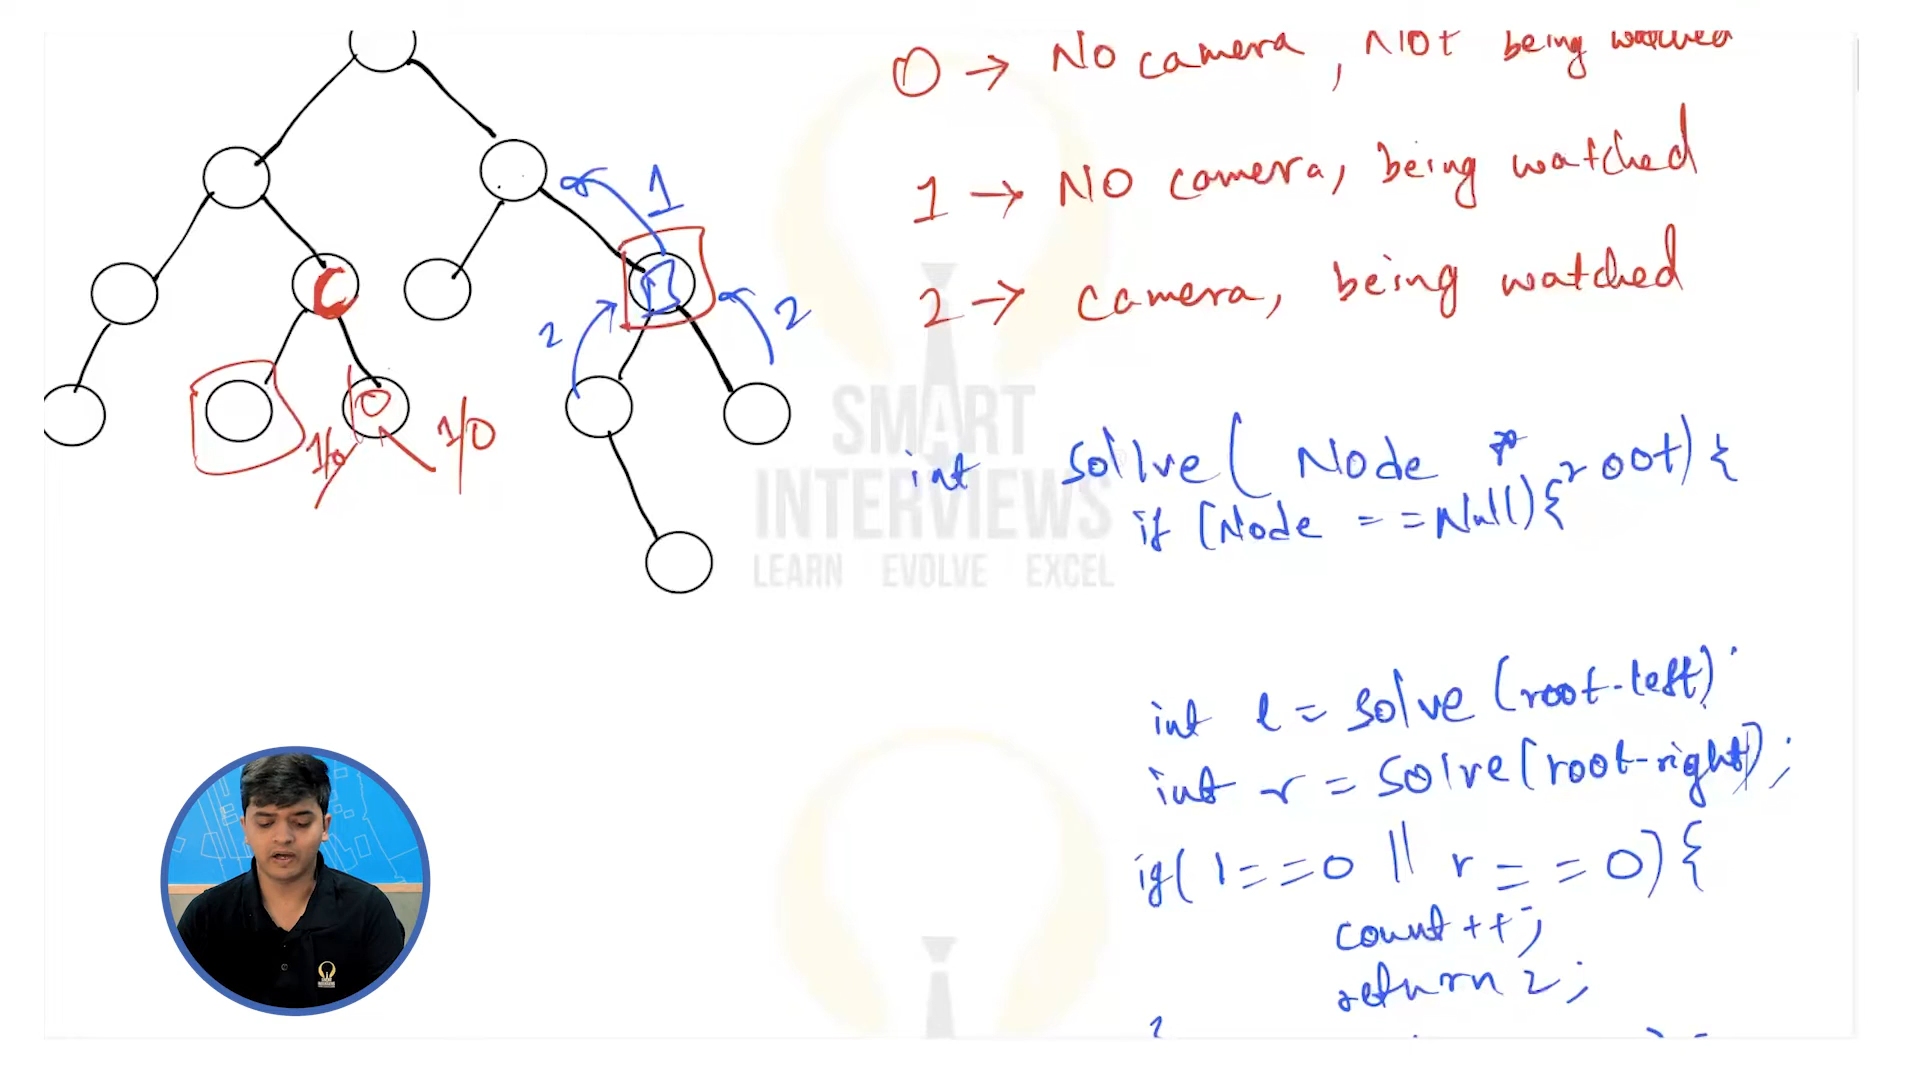 0 → No camera, Not being watched
1 → NO camera, being watched
2 → camera, being watched
1
2
2
C
B
0
1/0
1/0
int solve( Node * root) {
if (Node == Null) {
int l = solve (root-left);
int r = solve(root-right);
if( l == 0 || r == 0) {
count ++;
return 2;
}
SMART
INTERVIEWS
LEARN EVOLVE EXCEL